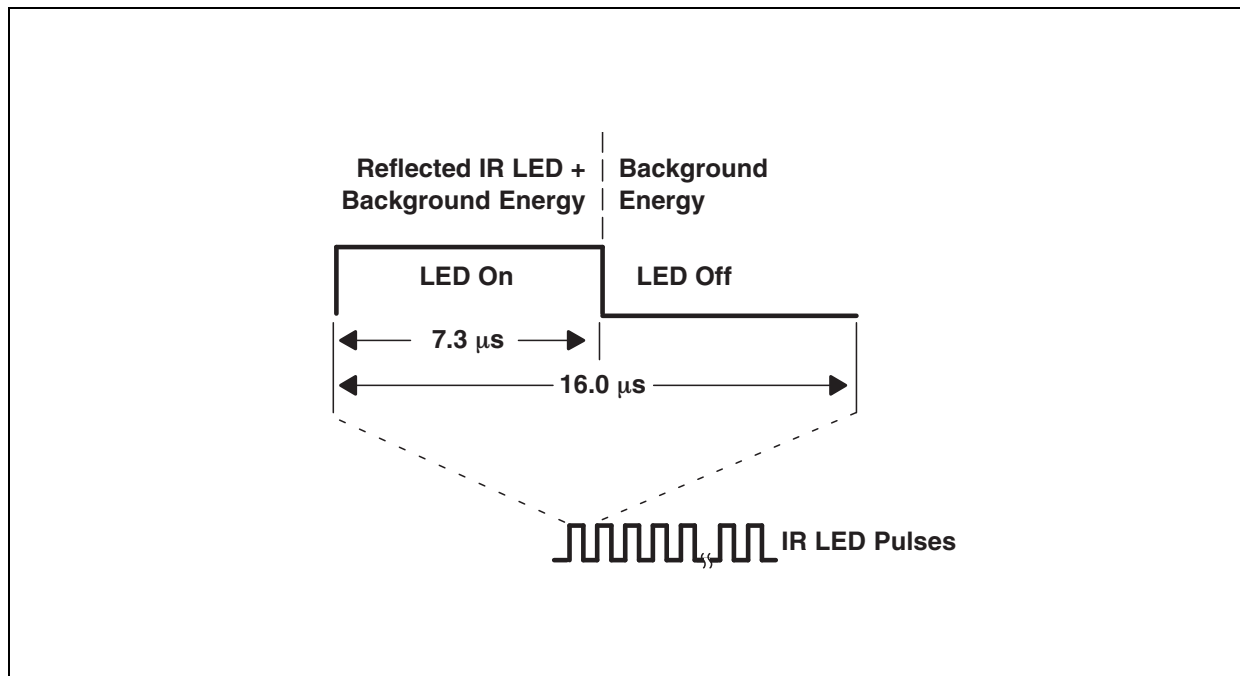 Reflected IR LED +
Background Energy
Background
Energy
LED On
LED Off
7.3 μs
16.0 μs
IR LED Pulses